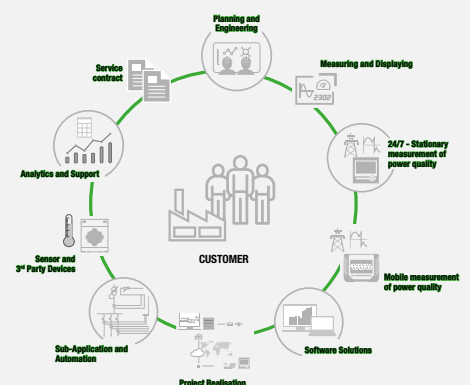 Planning and
Engineering
Service
contract
Measuring and Displaying
2302
24/7 - Stationary
measurement of
power quality
Analytics and Support
CUSTOMER
Sensor and
3rd Party Devices
Mobile measurement
of power quality
Sub-Application and
Automation
Software Solutions
Project Realisation